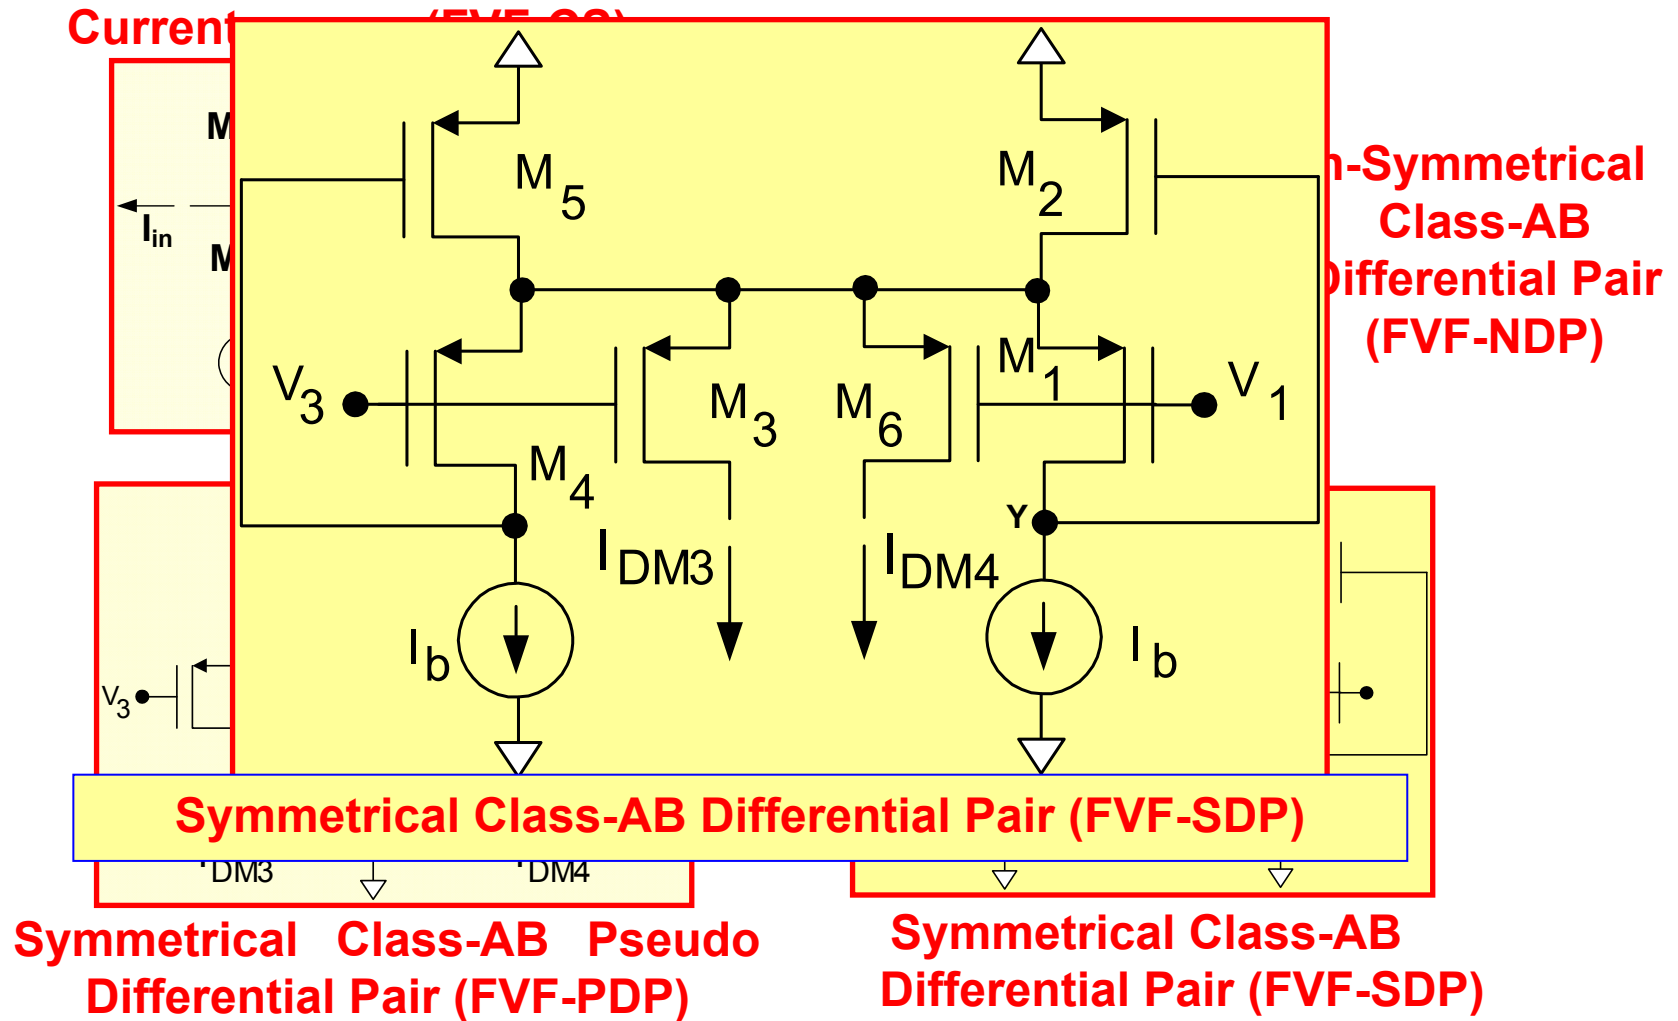 Current
M
M
Iin
M5
M2
V3
M3
M6
M1
V1
M4
Y
IDM3
IDM4
Ib
Ib
-Symmetrical
Class-AB
Differential Pair
(FVF-NDP)
V3
Symmetrical Class-AB Differential Pair (FVF-SDP)
DM3
DM4
Symmetrical Class-AB Pseudo
Differential Pair (FVF-PDP)
Symmetrical Class-AB
Differential Pair (FVF-SDP)